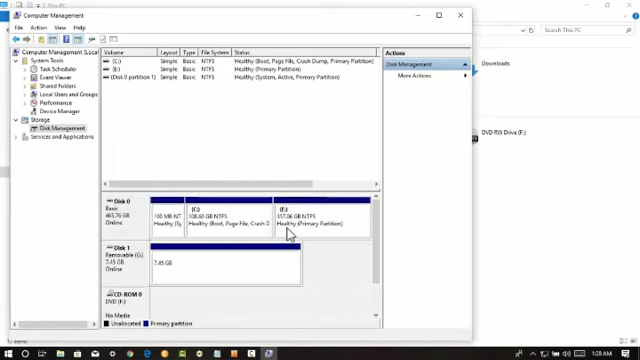 This PC
Computer Management
File Action View Help
Computer Management (Local
System Tools
Task Scheduler
Event Viewer
Shared Folders
Local Users and Groups
Performance
Device Manager
Storage
Disk Management
Services and Applications
Volume Layout Type File System Status
(C:) Simple Basic NTFS Healthy (Boot, Page File, Crash Dump, Primary Partition)
Simple Basic NTFS Healthy (Primary Partition)
(Disk 0 partition 1) Simple Basic NTFS Healthy (System, Active, Primary Partition)
Actions
Disk Management
More Actions
Search This PC
Downloads
DVD RW Drive (F:)
Disk 0
Basic
465.76 GB
Online
100 MB NT
Healthy (Sy
(C:)
108.60 GB NTFS
Healthy (Boot, Page File, Crash D
357.06 GB NTFS
Healthy (Primary Partition)
Disk 1
Removable (G:)
7.45 GB
Online
7.45 GB
CD-ROM 0
DVD (F:)
Unallocated Primary partition
1:28 AM